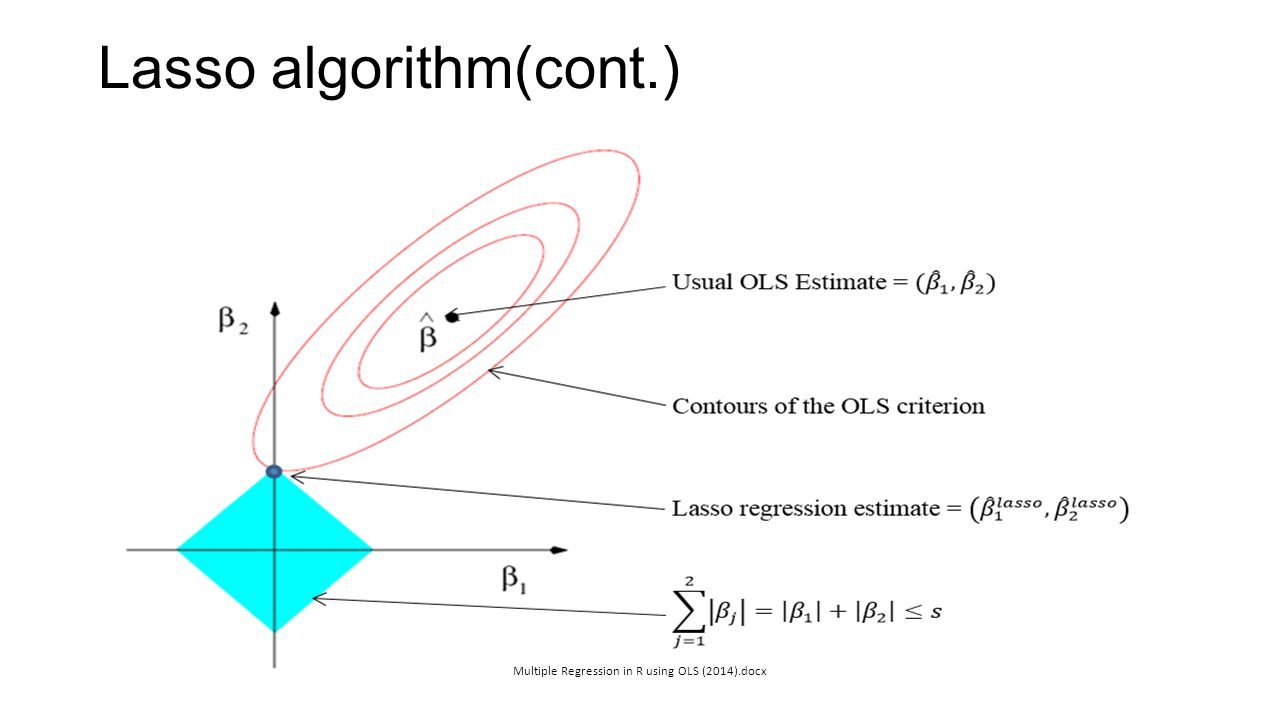 Lasso algorithm(cont.)
Usual OLS Estimate = (β̂₁, β̂₂)
β₂
β̂
Contours of the OLS criterion
Lasso regression estimate = (β̂₁ˡᵃˢˢᵒ, β̂₂ˡᵃˢˢᵒ)
β₁
∑ⱼ₌₁² |βⱼ| = |β₁| + |β₂| ≤ s
Multiple Regression in R using OLS (2014).docx